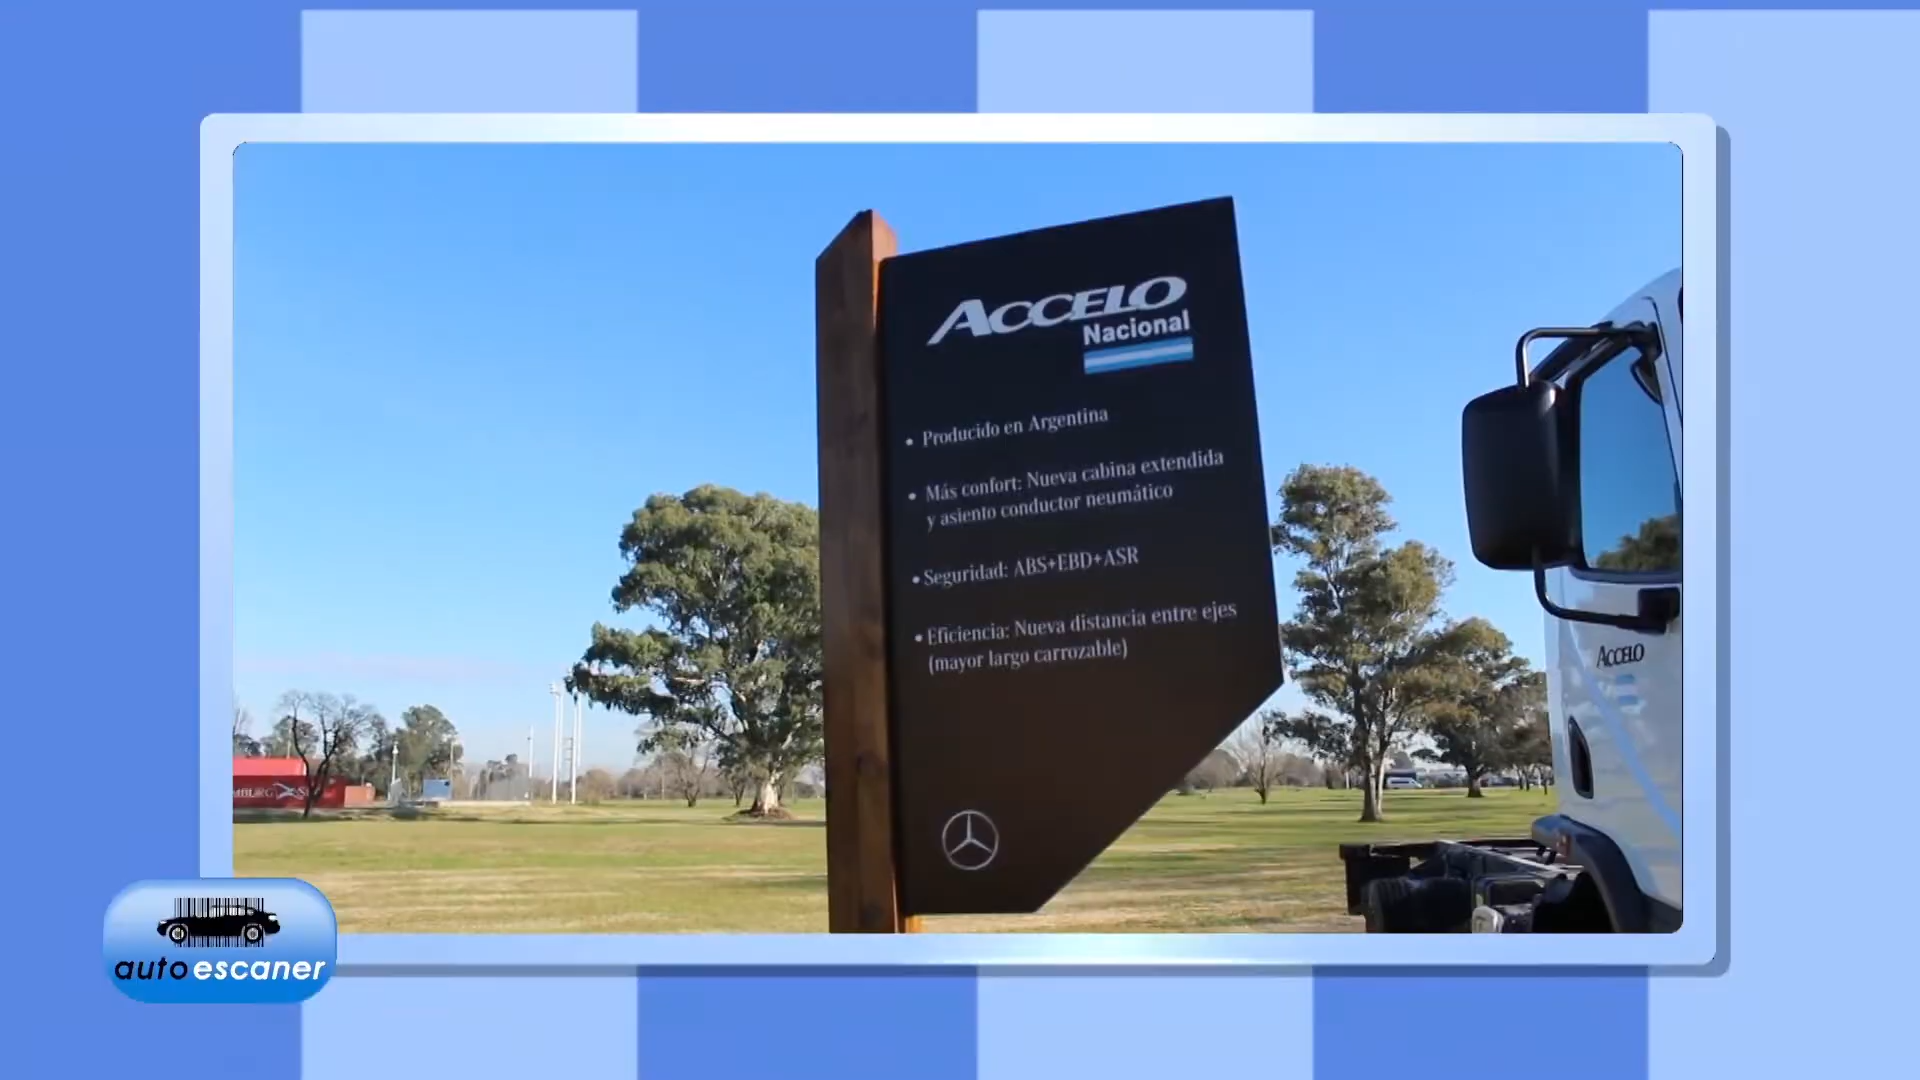 ACCELO
Nacional
• Producido en Argentina
• Más confort: Nueva cabina extendida
y asiento conductor neumático
• Seguridad: ABS+EBD+ASR
• Eficiencia: Nueva distancia entre ejes
(mayor largo carrozable)
ACCELO
auto escaner